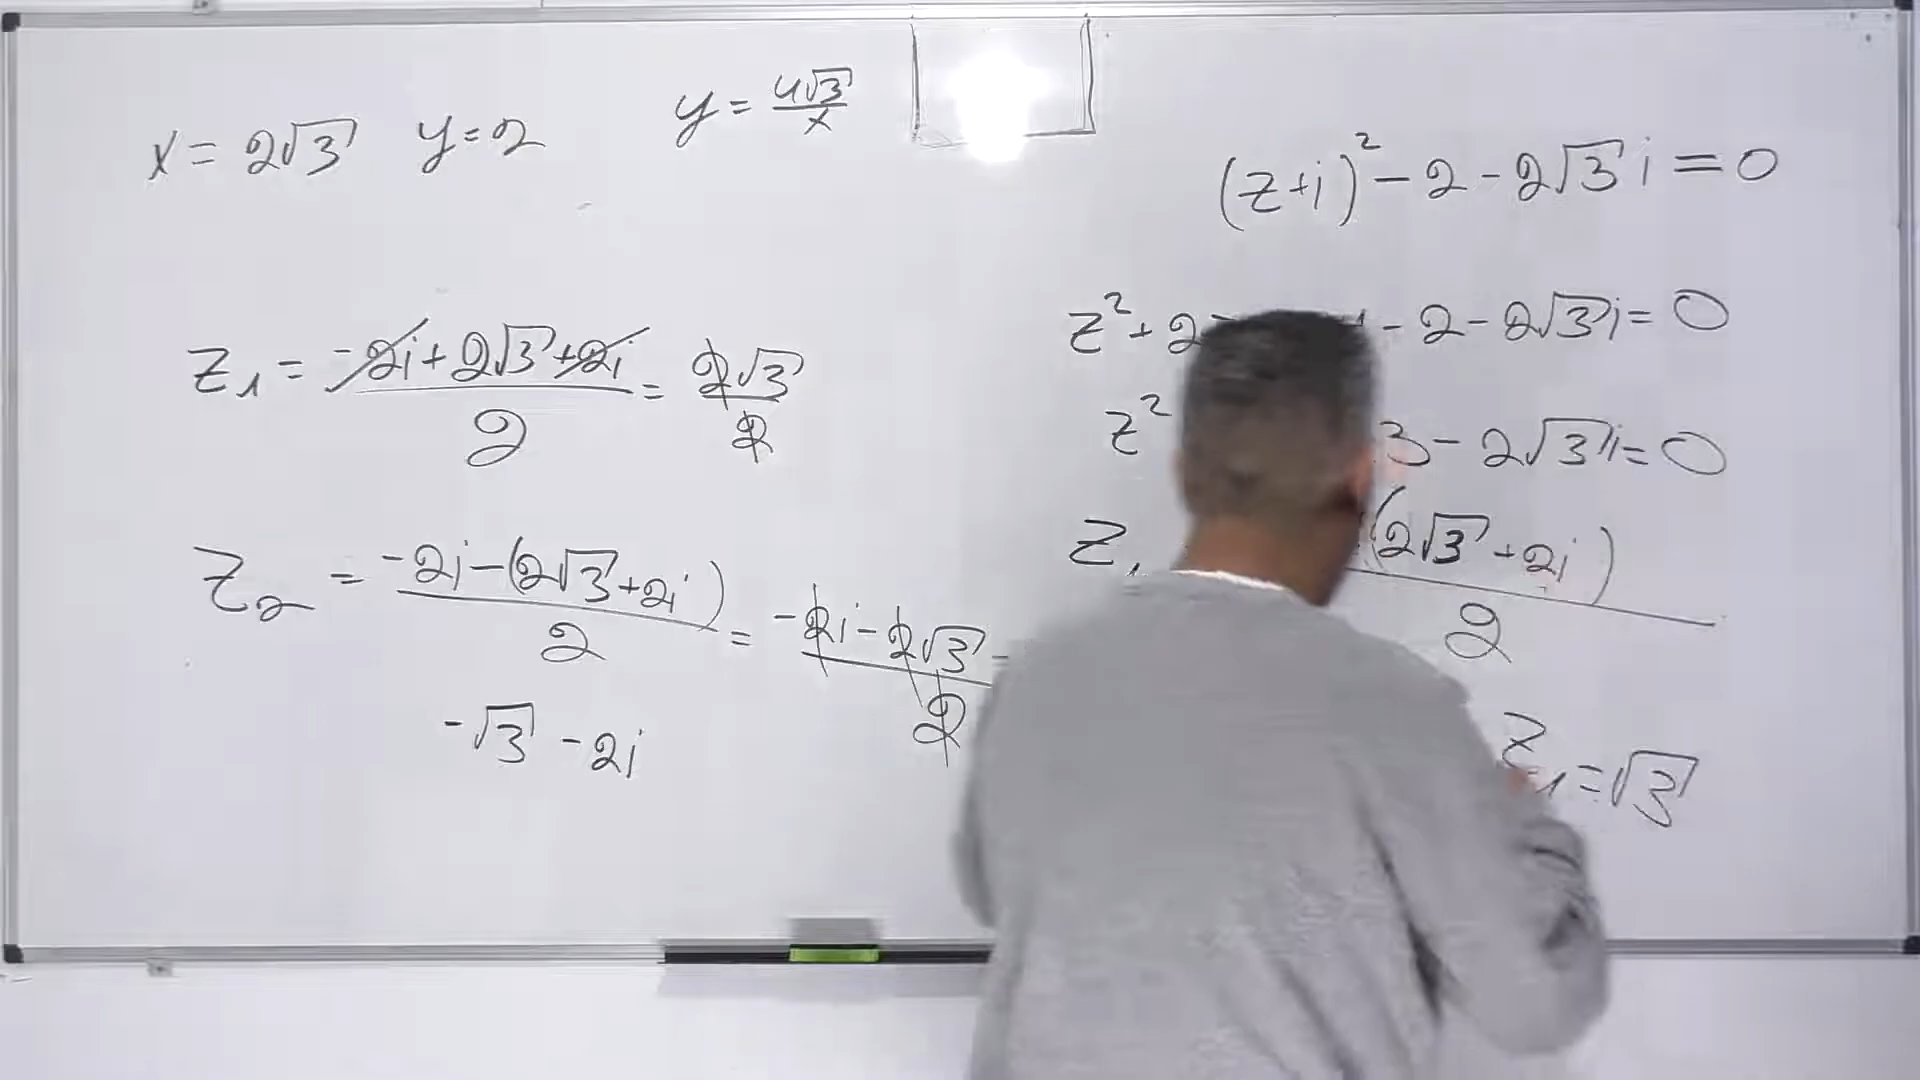 x = 2√3 y = 2
y = 4√3/x
z₁ = (-2i + 2√3 + 2i)/2 = 2√3/2
z₂ = (-2i - (2√3 + 2i))/2 = (-2i - 2√3)/2 =
-√3 - 2i
(z + i)² - 2 - 2√3 i = 0
z² + 2 - 2 - 2√3 i = 0
z² 3 - 2√3 i = 0
z₁ (2√3 + 2i)/2
z₁ = √3